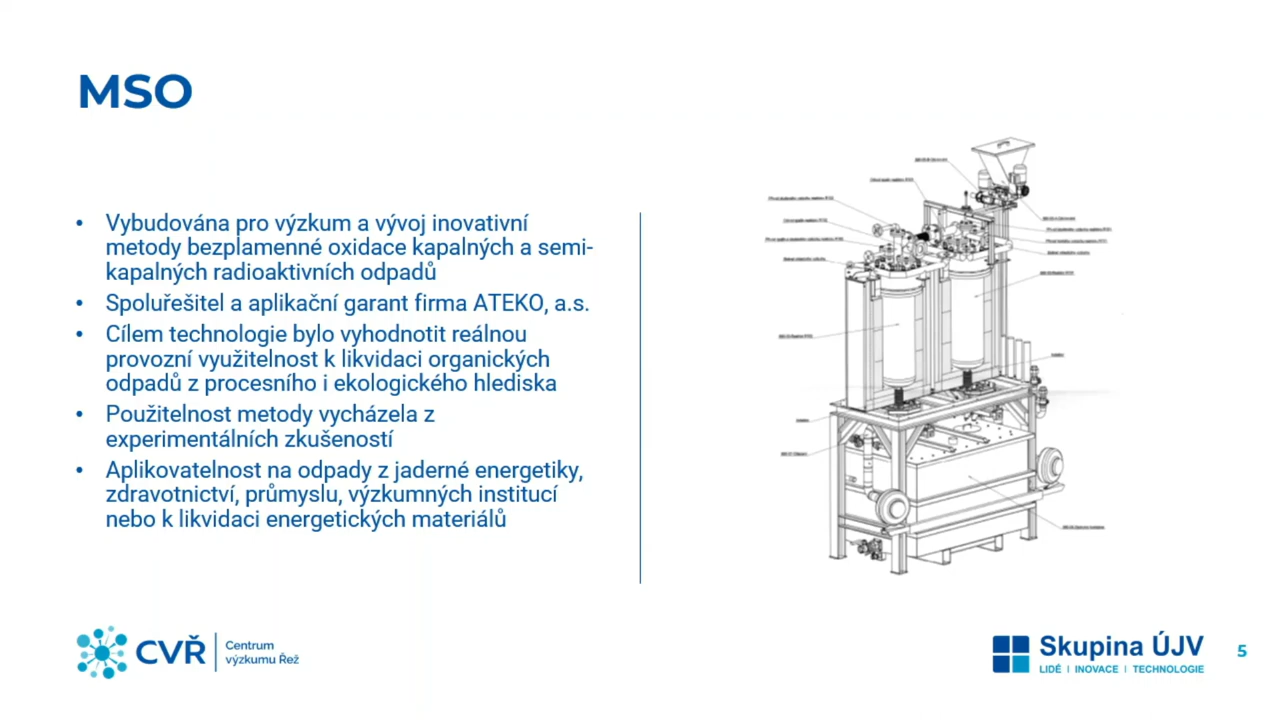 MSO
• Vybudována pro výzkum a vývoj inovativní
metody bezplamenné oxidace kapalných a semi-
kapalných radioaktivních odpadů
• Spoluřešitel a aplikační garant firma ATEKO, a.s.
• Cílem technologie bylo vyhodnotit reálnou
provozní využitelnost k likvidaci organických
odpadů z procesního i ekologického hlediska
• Použitelnost metody vycházela z
experimentálních zkušeností
• Aplikovatelnost na odpady z jaderné energetiky,
zdravotnictví, průmyslu, výzkumných institucí
nebo k likvidaci energetických materiálů
CVŘ
Centrum
výzkumu Řež
Skupina ÚJV
LIDÉ | INOVACE | TECHNOLOGIE
5